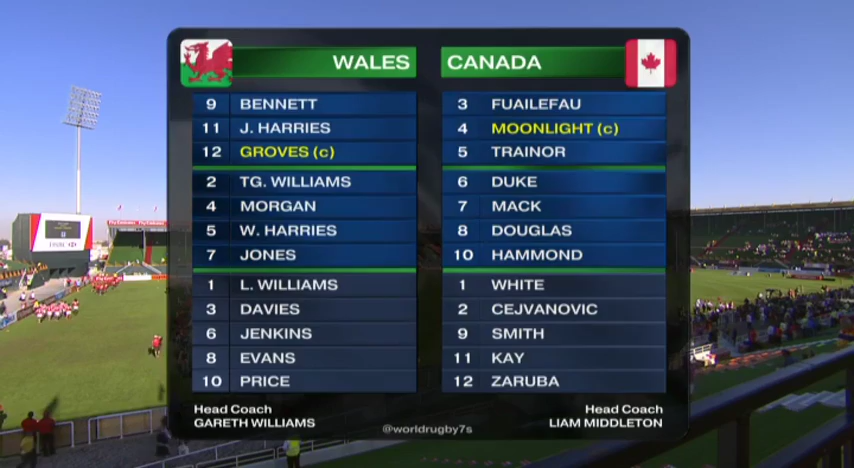 WALES
9 BENNETT
11 J. HARRIES
12 GROVES (c)
2 TG. WILLIAMS
4 MORGAN
5 W. HARRIES
7 JONES
1 L. WILLIAMS
3 DAVIES
6 JENKINS
8 EVANS
10 PRICE
Head Coach
GARETH WILLIAMS
CANADA
3 FUAILEFAU
4 MOONLIGHT (c)
5 TRAINOR
6 DUKE
7 MACK
8 DOUGLAS
10 HAMMOND
1 WHITE
2 CEJVANOVIC
9 SMITH
11 KAY
12 ZARUBA
Head Coach
LIAM MIDDLETON
@worldrugby7s